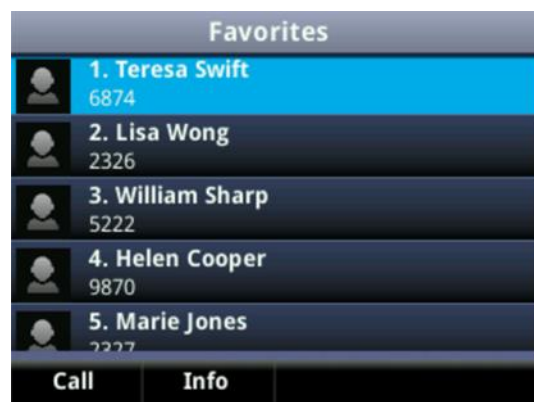 Favorites
1. Teresa Swift
6874
2. Lisa Wong
2326
3. William Sharp
5222
4. Helen Cooper
9870
5. Marie Jones
2327
Call Info